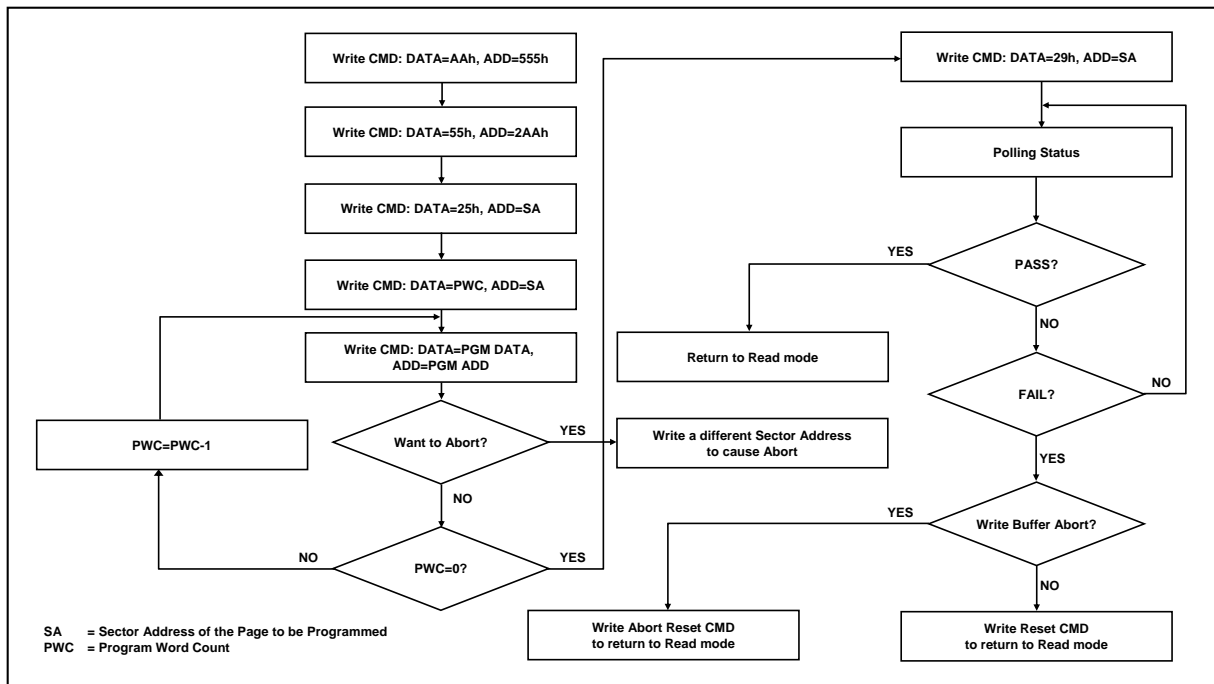 Write CMD: DATA=AAh, ADD=555h
Write CMD: DATA=55h, ADD=2AAh
Write CMD: DATA=25h, ADD=SA
Write CMD: DATA=PWC, ADD=SA
Write CMD: DATA=PGM DATA,
ADD=PGM ADD
PWC=PWC-1
Want to Abort?
YES
Write a different Sector Address
to cause Abort
NO
NO
PWC=0?
YES
Write CMD: DATA=29h, ADD=SA
Polling Status
YES
PASS?
NO
Return to Read mode
FAIL?
NO
YES
YES
Write Buffer Abort?
NO
Write Abort Reset CMD
to return to Read mode
Write Reset CMD
to return to Read mode
SA = Sector Address of the Page to be Programmed
PWC = Program Word Count